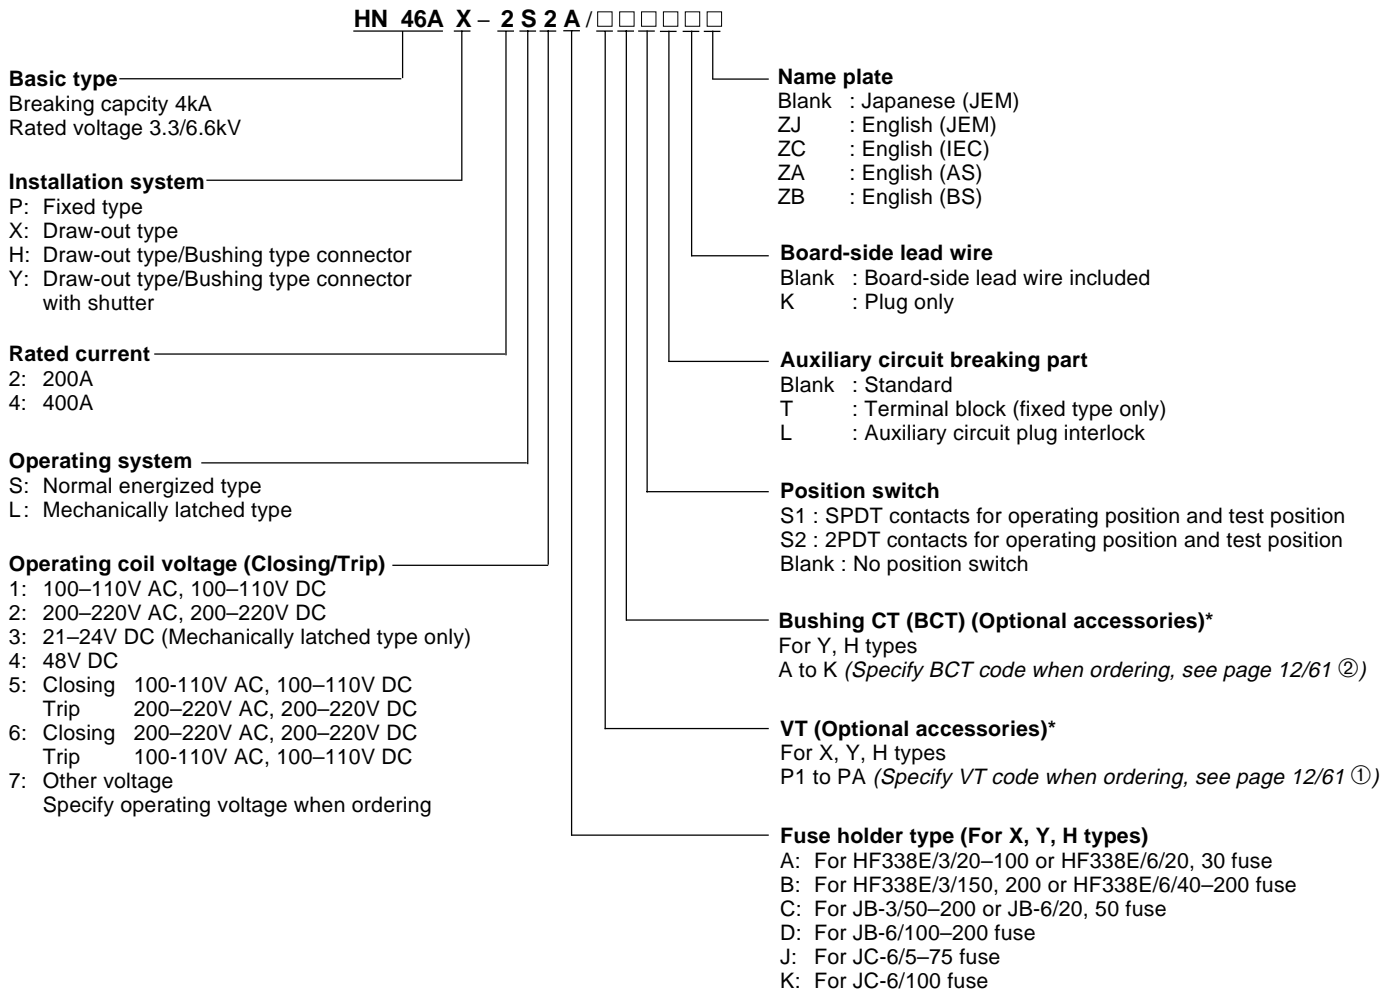 HN 46A X – 2 S 2 A / □ □ □ □ □ □
Basic type
Breaking capcity 4kA
Rated voltage 3.3/6.6kV
Installation system
P: Fixed type
X: Draw-out type
H: Draw-out type/Bushing type connector
Y: Draw-out type/Bushing type connector
with shutter
Rated current
2: 200A
4: 400A
Operating system
S: Normal energized type
L: Mechanically latched type
Operating coil voltage (Closing/Trip)
1: 100–110V AC, 100–110V DC
2: 200–220V AC, 200–220V DC
3: 21–24V DC (Mechanically latched type only)
4: 48V DC
5: Closing 100-110V AC, 100–110V DC
Trip 200–220V AC, 200–220V DC
6: Closing 200–220V AC, 200–220V DC
Trip 100-110V AC, 100–110V DC
7: Other voltage
Specify operating voltage when ordering
Name plate
Blank : Japanese (JEM)
ZJ : English (JEM)
ZC : English (IEC)
ZA : English (AS)
ZB : English (BS)
Board-side lead wire
Blank : Board-side lead wire included
K : Plug only
Auxiliary circuit breaking part
Blank : Standard
T : Terminal block (fixed type only)
L : Auxiliary circuit plug interlock
Position switch
S1 : SPDT contacts for operating position and test position
S2 : 2PDT contacts for operating position and test position
Blank : No position switch
Bushing CT (BCT) (Optional accessories)*
For Y, H types
A to K (Specify BCT code when ordering, see page 12/61 ②)
VT (Optional accessories)*
For X, Y, H types
P1 to PA (Specify VT code when ordering, see page 12/61 ①)
Fuse holder type (For X, Y, H types)
A: For HF338E/3/20–100 or HF338E/6/20, 30 fuse
B: For HF338E/3/150, 200 or HF338E/6/40–200 fuse
C: For JB-3/50–200 or JB-6/20, 50 fuse
D: For JB-6/100–200 fuse
J: For JC-6/5–75 fuse
K: For JC-6/100 fuse